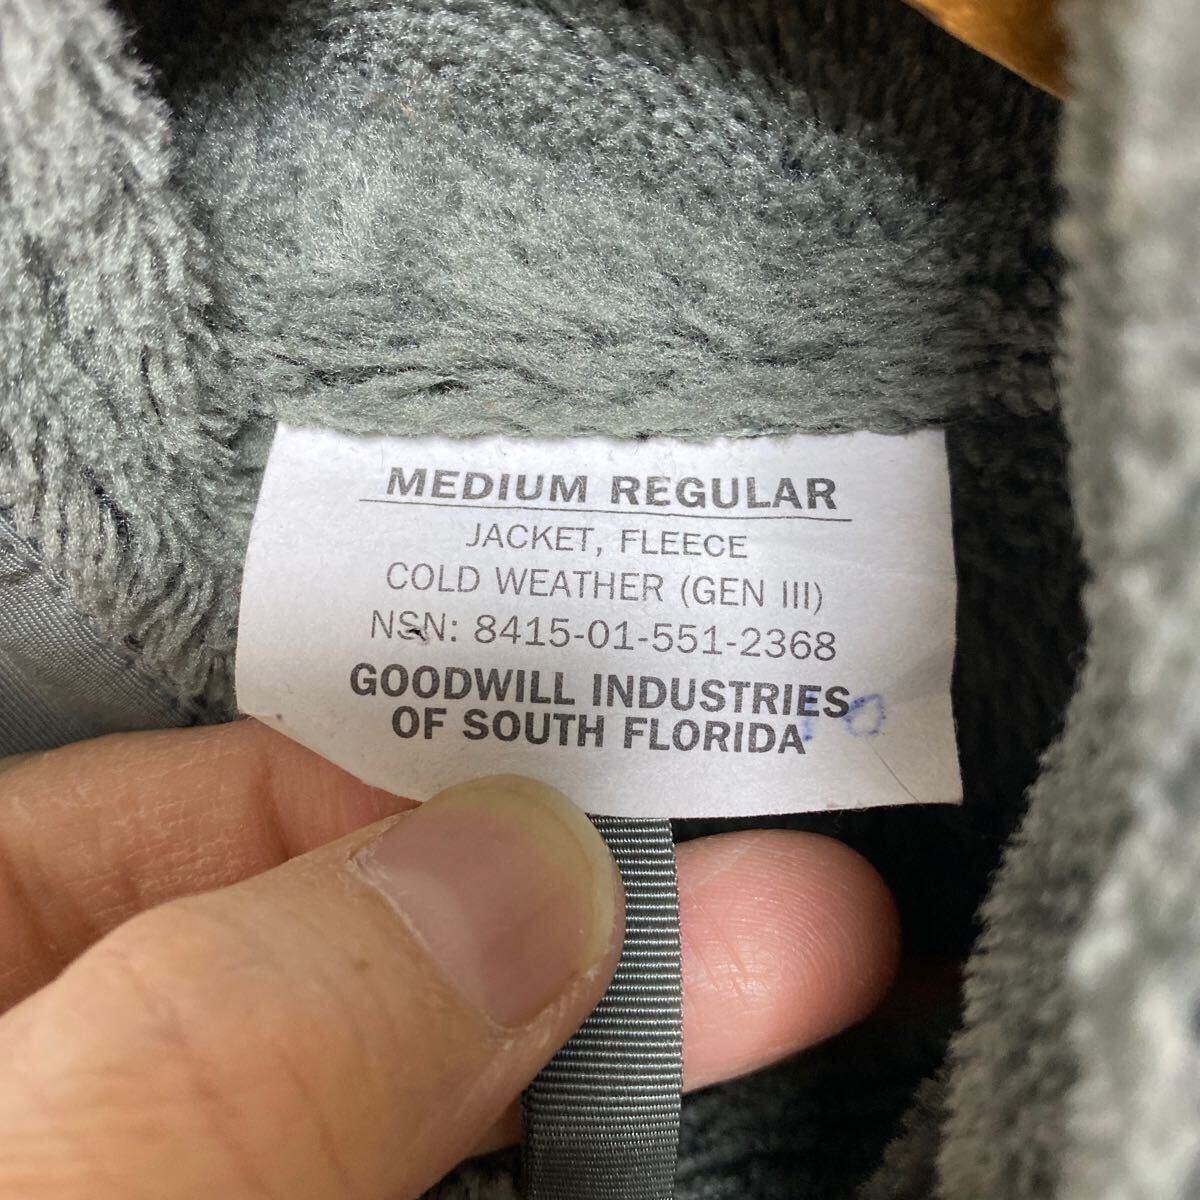 MEDIUM REGULAR
JACKET, FLEECE
COLD WEATHER (GEN III)
NSN: 8415-01-551-2368
GOODWILL INDUSTRIES
OF SOUTH FLORIDA